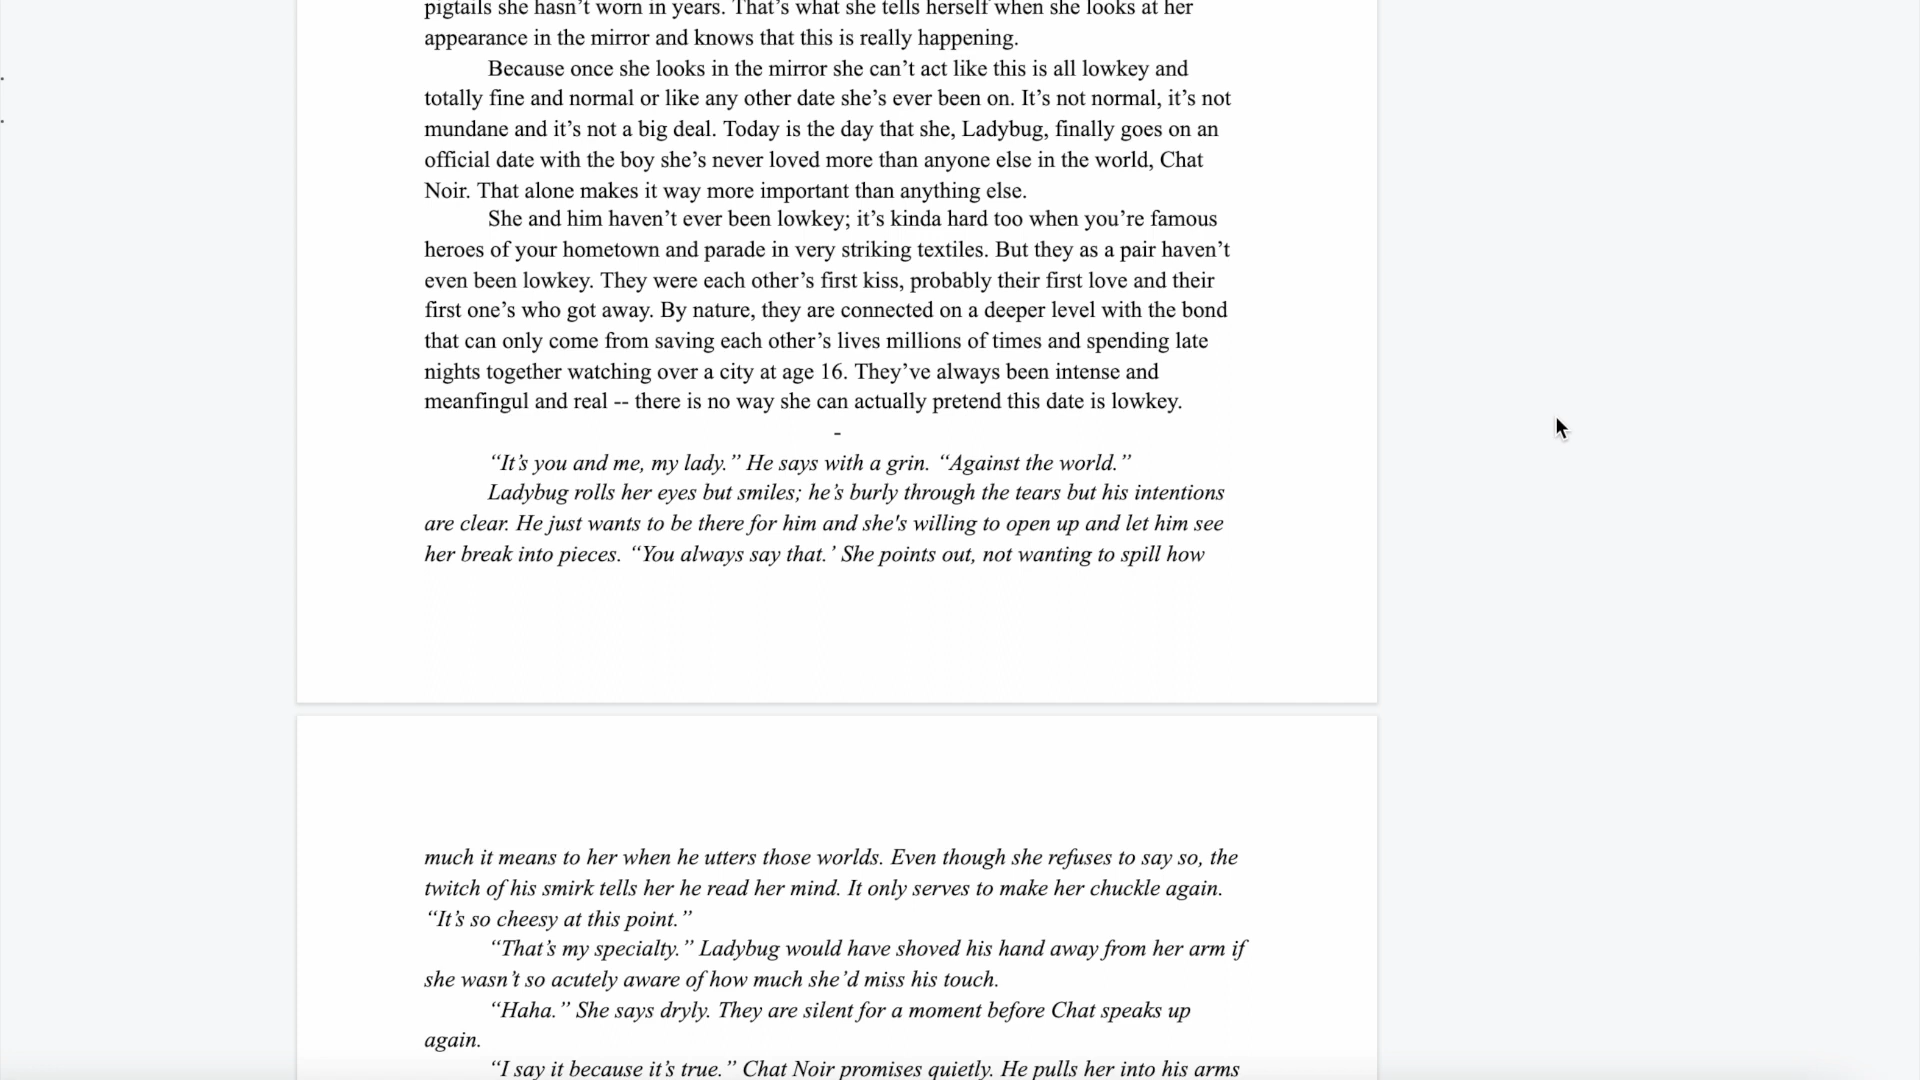 pigtails she hasn’t worn in years. That’s what she tells herself when she looks at her
appearance in the mirror and knows that this is really happening.
Because once she looks in the mirror she can’t act like this is all lowkey and
totally fine and normal or like any other date she’s ever been on. It’s not normal, it’s not
mundane and it’s not a big deal. Today is the day that she, Ladybug, finally goes on an
official date with the boy she’s never loved more than anyone else in the world, Chat
Noir. That alone makes it way more important than anything else.
She and him haven’t ever been lowkey; it’s kinda hard too when you’re famous
heroes of your hometown and parade in very striking textiles. But they as a pair haven’t
even been lowkey. They were each other’s first kiss, probably their first love and their
first one’s who got away. By nature, they are connected on a deeper level with the bond
that can only come from saving each other’s lives millions of times and spending late
nights together watching over a city at age 16. They’ve always been intense and
meanfingul and real -- there is no way she can actually pretend this date is lowkey.
-
“It’s you and me, my lady.” He says with a grin. “Against the world.”
Ladybug rolls her eyes but smiles; he’s burly through the tears but his intentions
are clear. He just wants to be there for him and she's willing to open up and let him see
her break into pieces. “You always say that.’ She points out, not wanting to spill how
much it means to her when he utters those worlds. Even though she refuses to say so, the
twitch of his smirk tells her he read her mind. It only serves to make her chuckle again.
“It’s so cheesy at this point.”
“That’s my specialty.” Ladybug would have shoved his hand away from her arm if
she wasn’t so acutely aware of how much she’d miss his touch.
“Haha.” She says dryly. They are silent for a moment before Chat speaks up
again.
“I say it because it’s true.” Chat Noir promises quietly. He pulls her into his arms